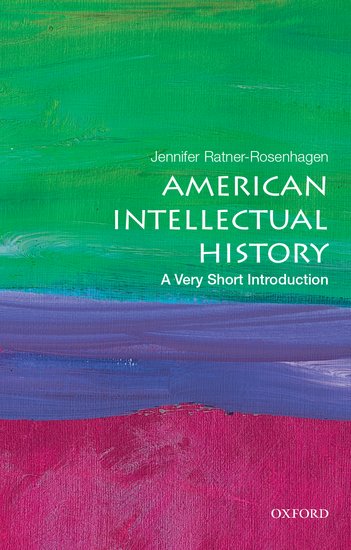 Jennifer Ratner-Rosenhagen
AMERICAN
INTELLECTUAL
HISTORY
A Very Short Introduction
OXFORD